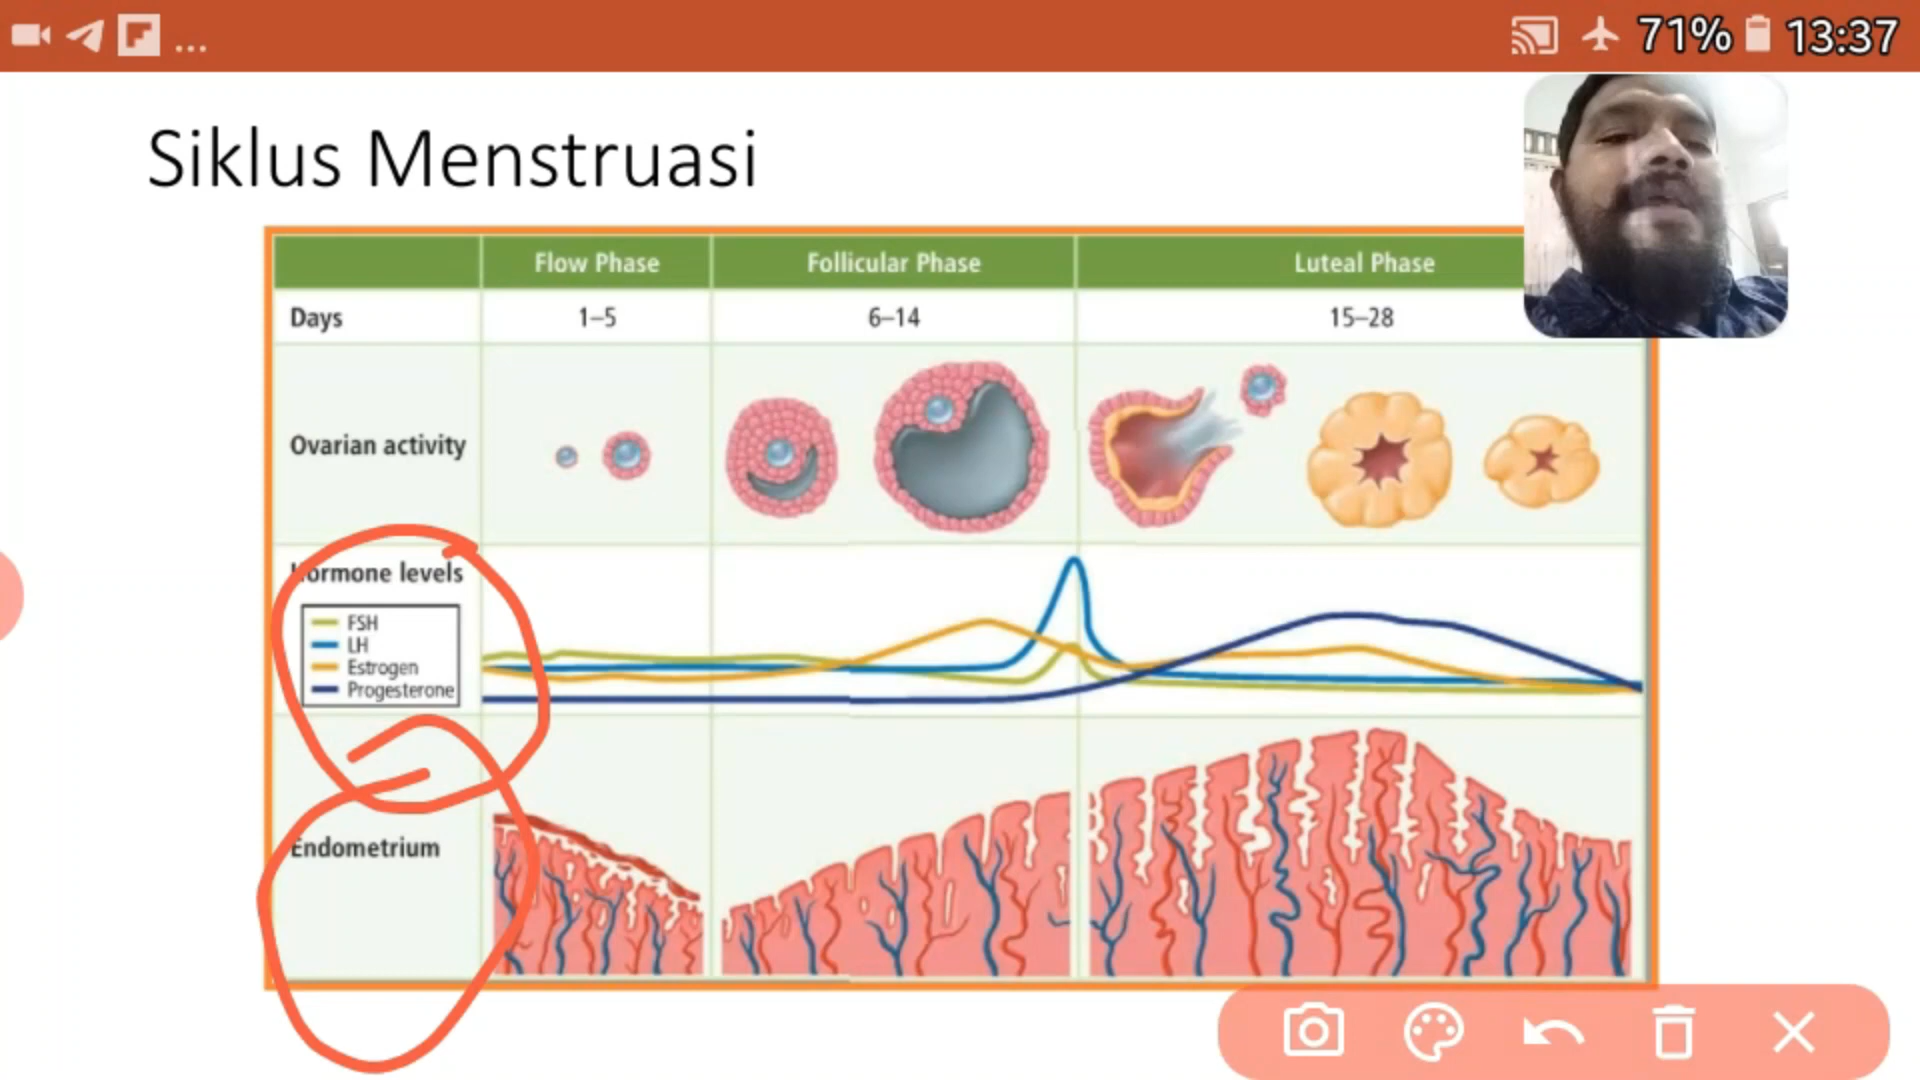 71% 13:37
Siklus Menstruasi
Flow Phase Follicular Phase Luteal Phase
Days 1–5 6–14 15–28
Ovarian activity
Hormone levels
FSH
LH
Estrogen
Progesterone
Endometrium